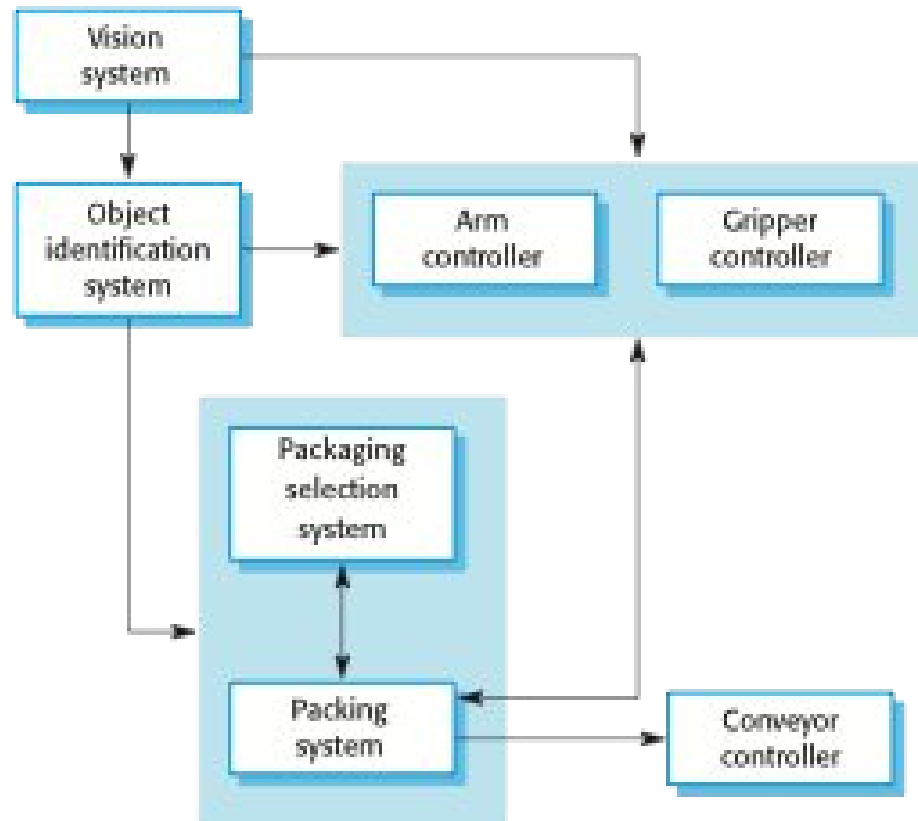 Vision
system
Object
identification
system
Arm
controller
Gripper
controller
Packaging
selection
system
Packing
system
Conveyor
controller